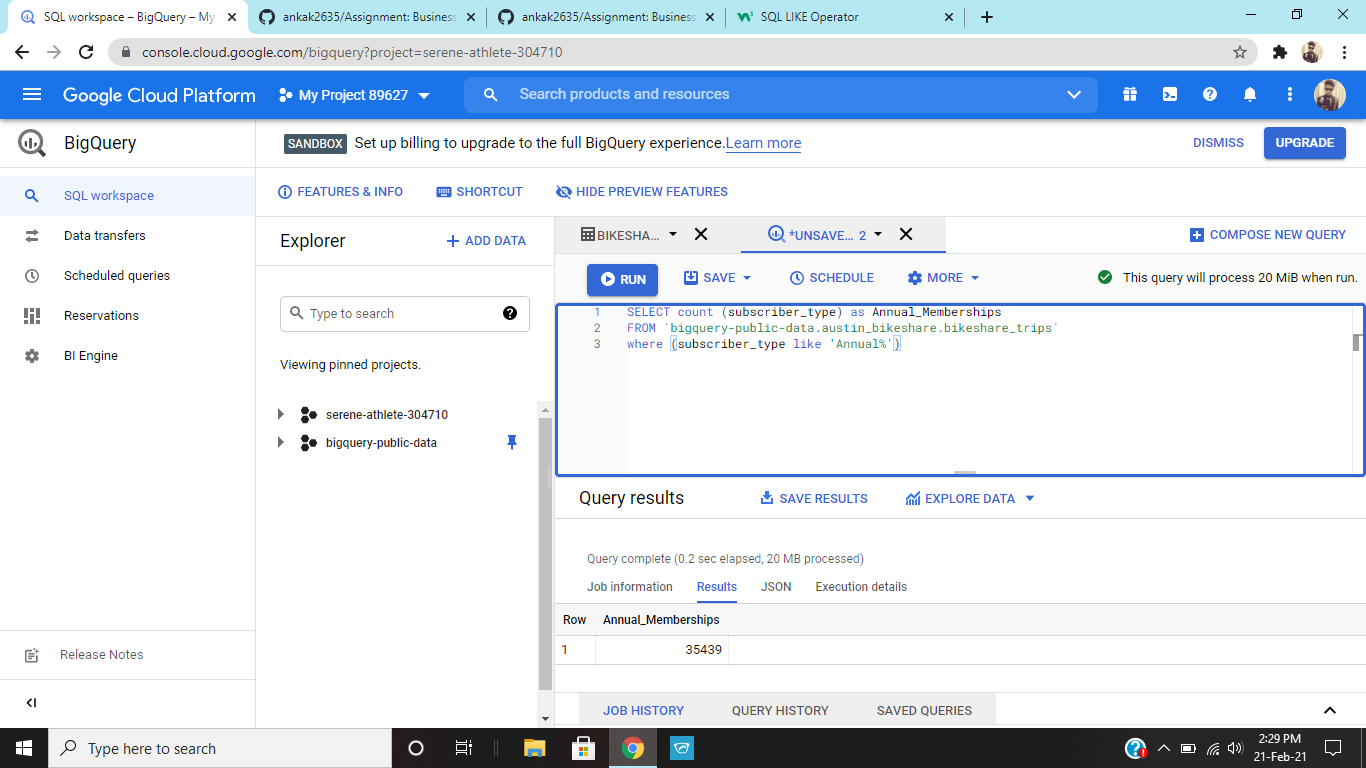 SQL workspace – BigQuery – My
ankak2635/Assignment: Business
ankak2635/Assignment: Business
SQL LIKE Operator
console.cloud.google.com/bigquery?project=serene-athlete-304710
Google Cloud Platform
My Project 89627
Search products and resources
BigQuery
SANDBOX Set up billing to upgrade to the full BigQuery experience. Learn more
DISMISS
UPGRADE
SQL workspace
Data transfers
Scheduled queries
Reservations
BI Engine
Release Notes
FEATURES & INFO
SHORTCUT
HIDE PREVIEW FEATURES
Explorer
ADD DATA
Type to search
Viewing pinned projects.
serene-athlete-304710
bigquery-public-data
BIKESHA...
*UNSAVE... 2
COMPOSE NEW QUERY
RUN
SAVE
SCHEDULE
MORE
This query will process 20 MiB when run.
1 SELECT count (subscriber_type) as Annual_Memberships
2 FROM `bigquery-public-data.austin_bikeshare.bikeshare_trips`
3 where (subscriber_type like 'Annual%')
Query results
SAVE RESULTS
EXPLORE DATA
Query complete (0.2 sec elapsed, 20 MB processed)
Job information
Results
JSON
Execution details
Row Annual_Memberships
1 35439
JOB HISTORY
QUERY HISTORY
SAVED QUERIES
Type here to search
2:29 PM
21-Feb-21